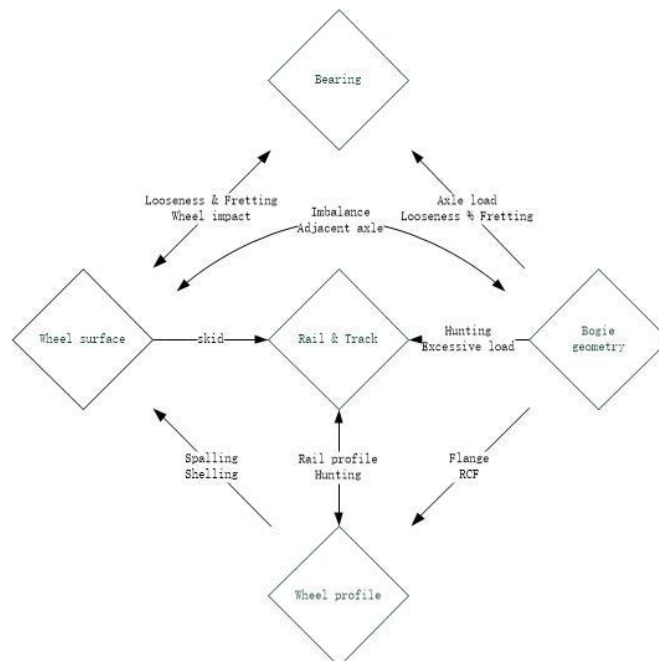 Bearing
Looseness & Fretting
Wheel impact
Axle load
Looseness % Fretting
Imbalance
Adjacent axle
Wheel surface
skid
Rail & Track
Hunting
Excessive load
Bogie
geometry
Spalling
Shelling
Rail profile
Hunting
Flange
RCF
Wheel profile